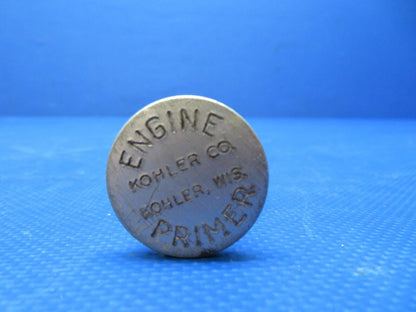 ENGINE
KOHLER CO.
KOHLER, WIS.
PRIMER